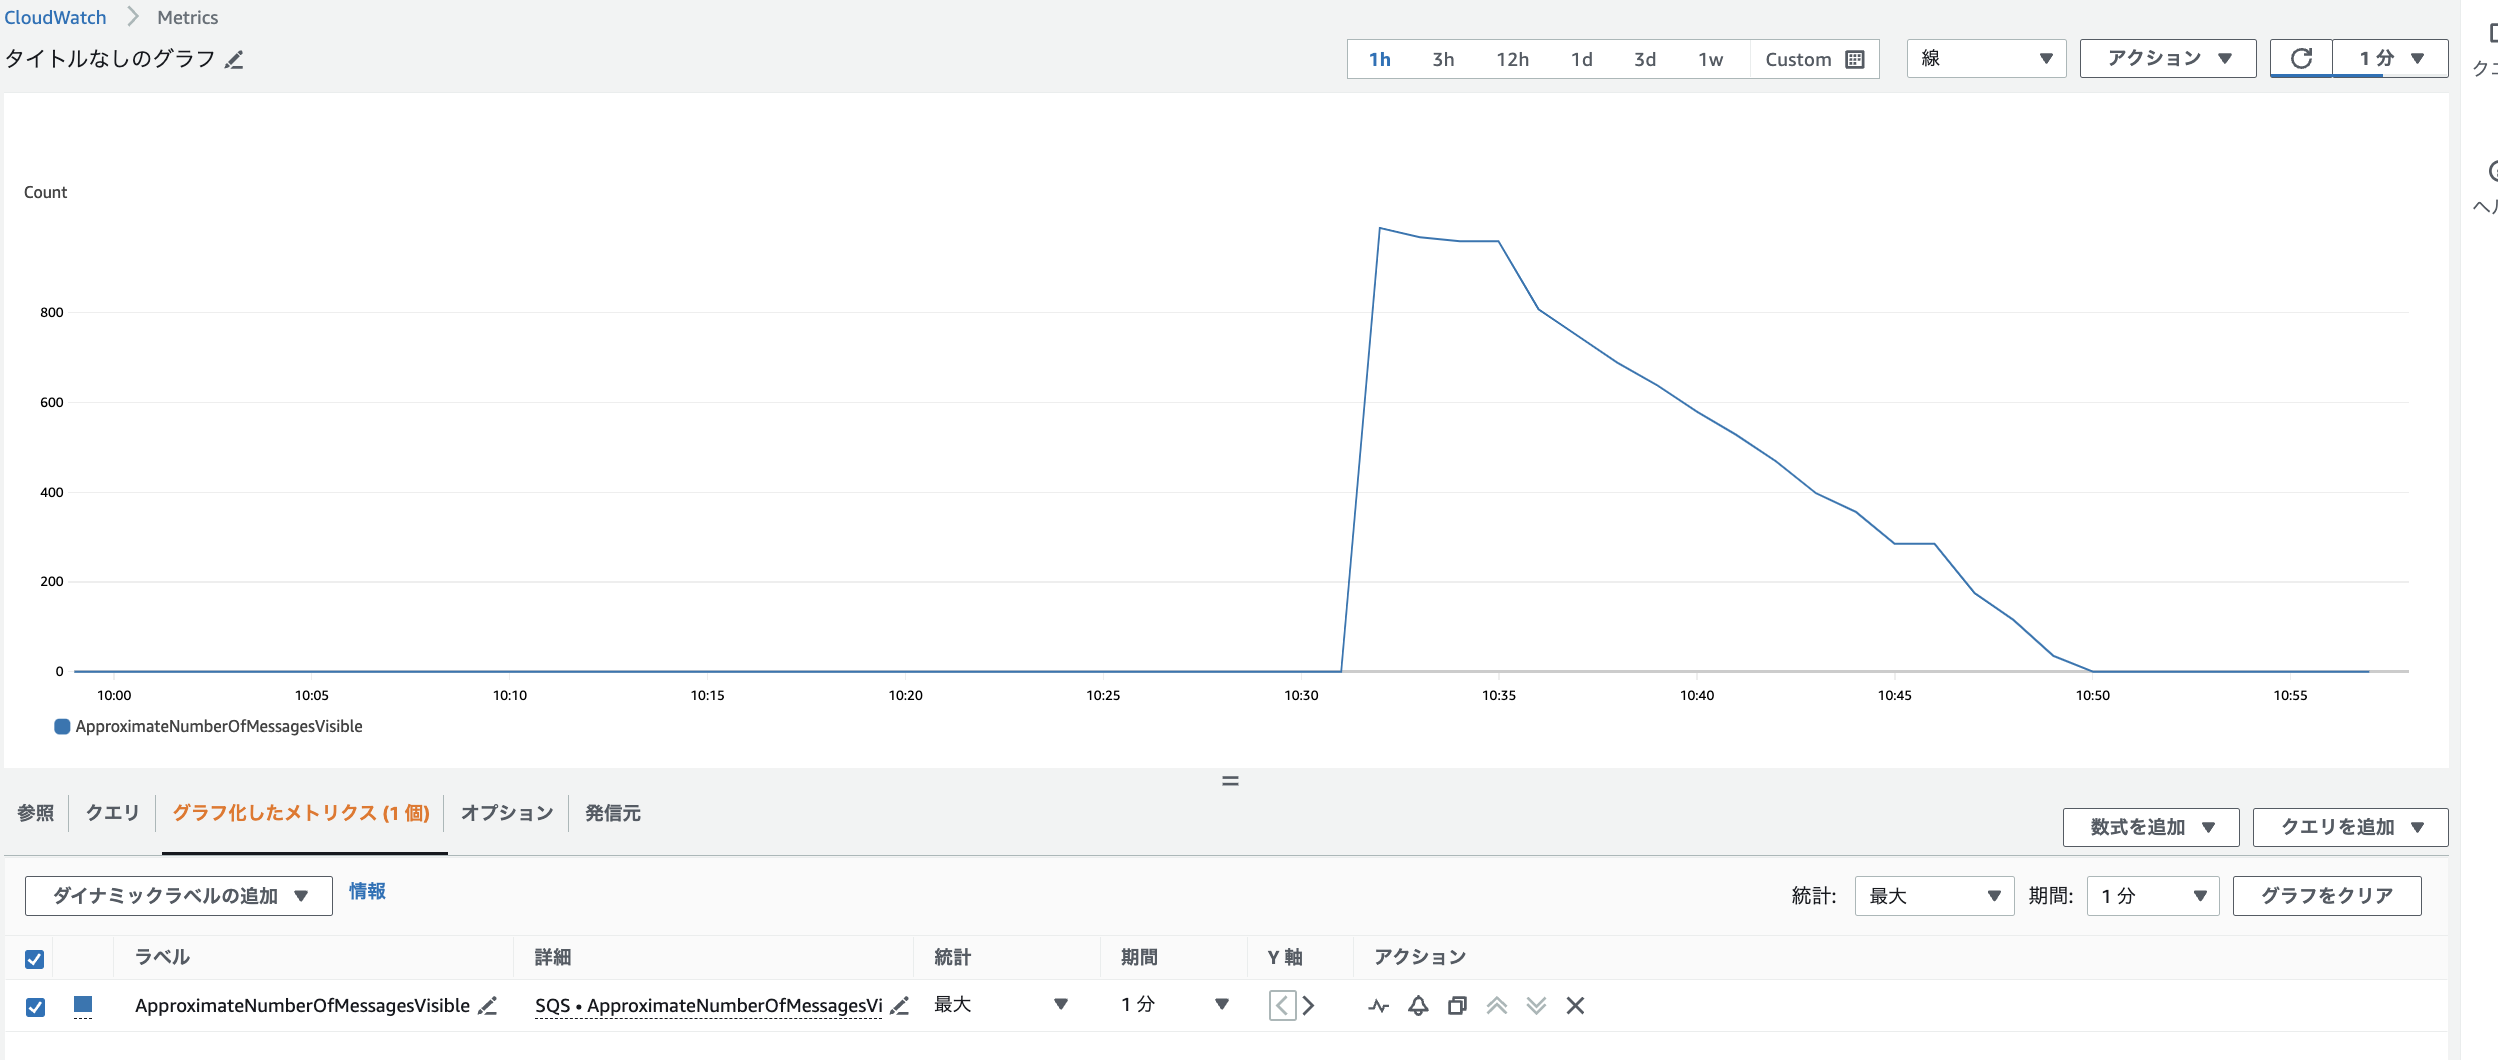 CloudWatch
Metrics
タイトルなしのグラフ
1h 3h 12h 1d 3d 1w Custom
線
アクション
1 分
Count
800
600
400
200
0
10:00 10:05 10:10 10:15 10:20 10:25 10:30 10:35 10:40 10:45 10:50 10:55
ApproximateNumberOfMessagesVisible
参照 クエリ グラフ化したメトリクス (1 個) オプション 発信元
数式を追加 クエリを追加
ダイナミックラベルの追加 情報
統計: 最大 期間: 1 分 グラフをクリア
ラベル 詳細 統計 期間 Y 軸 アクション
ApproximateNumberOfMessagesVisible SQS • ApproximateNumberOfMessagesVi 最大 1 分